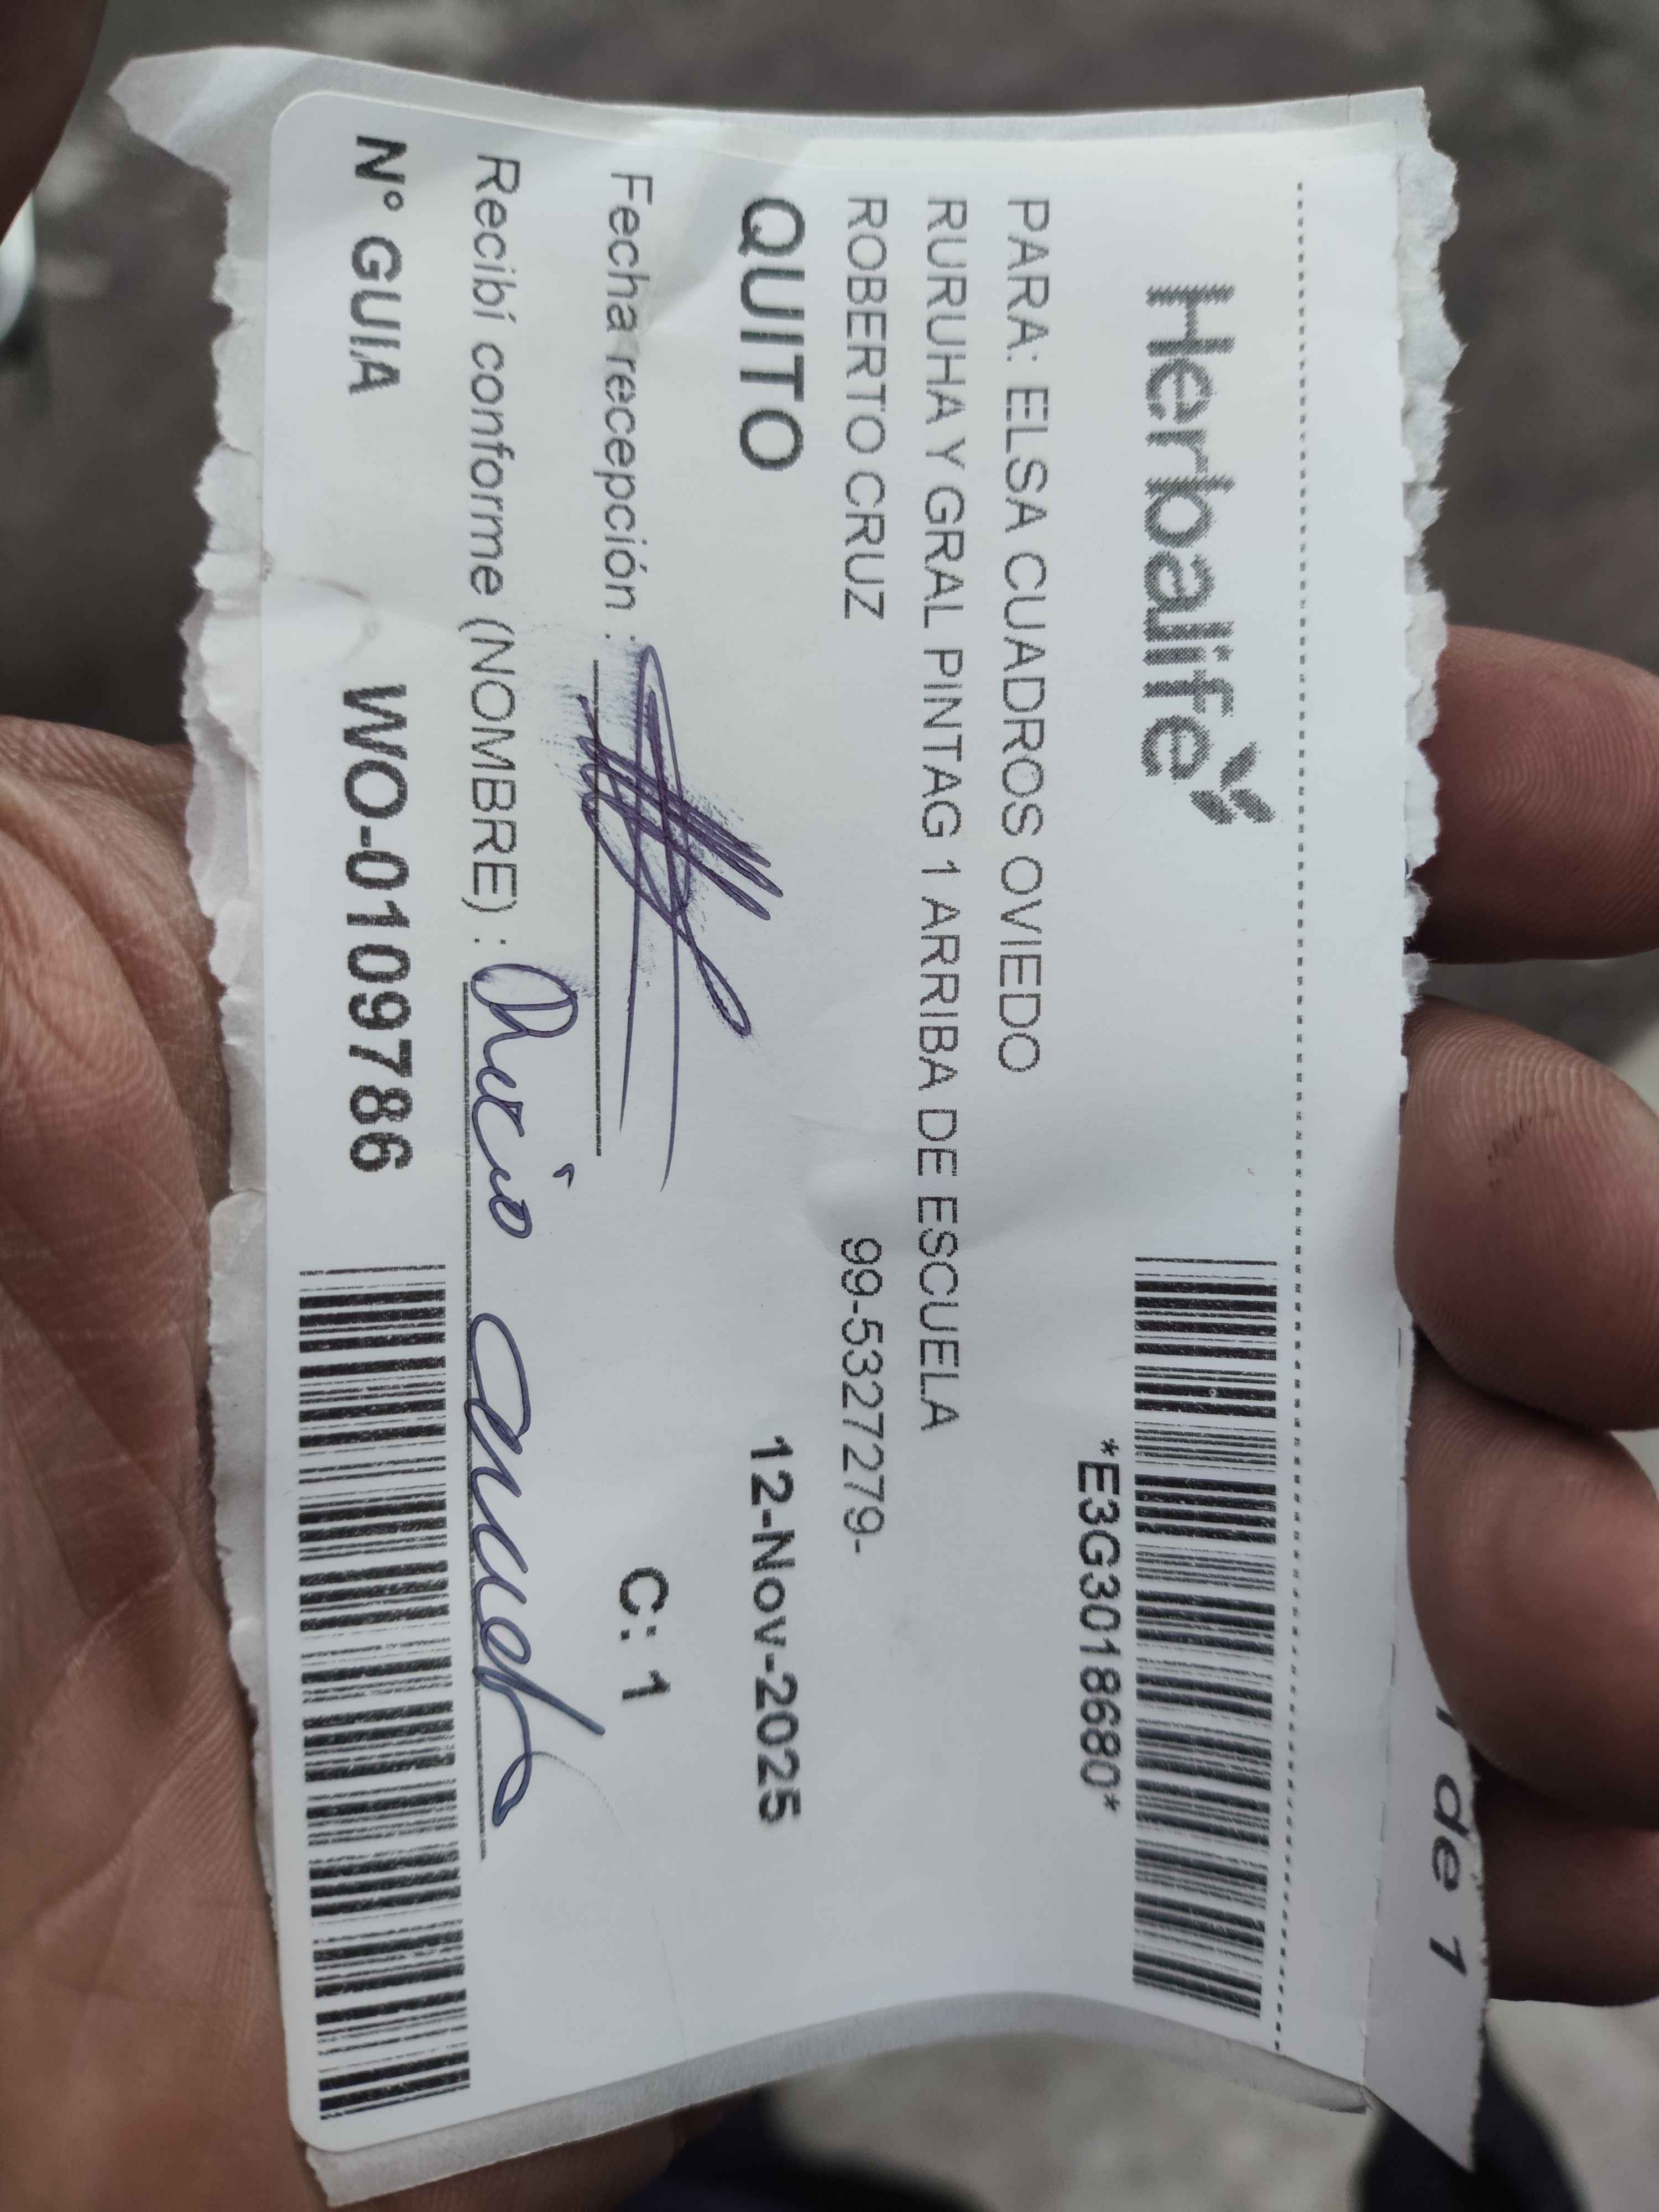 Herbalife
*E3G3018680*
PARA: ELSA CUADROS OVIEDO
RURUHA Y GRAL PINTAG 1 ARRIBA DE ESCUELA
ROBERTO CRUZ 99-5327279-
QUITO 12-Nov-2025
Fecha recepción :
C: 1
Recibí conforme (NOMBRE) :
N° GUIA WO-0109786
1 de 1